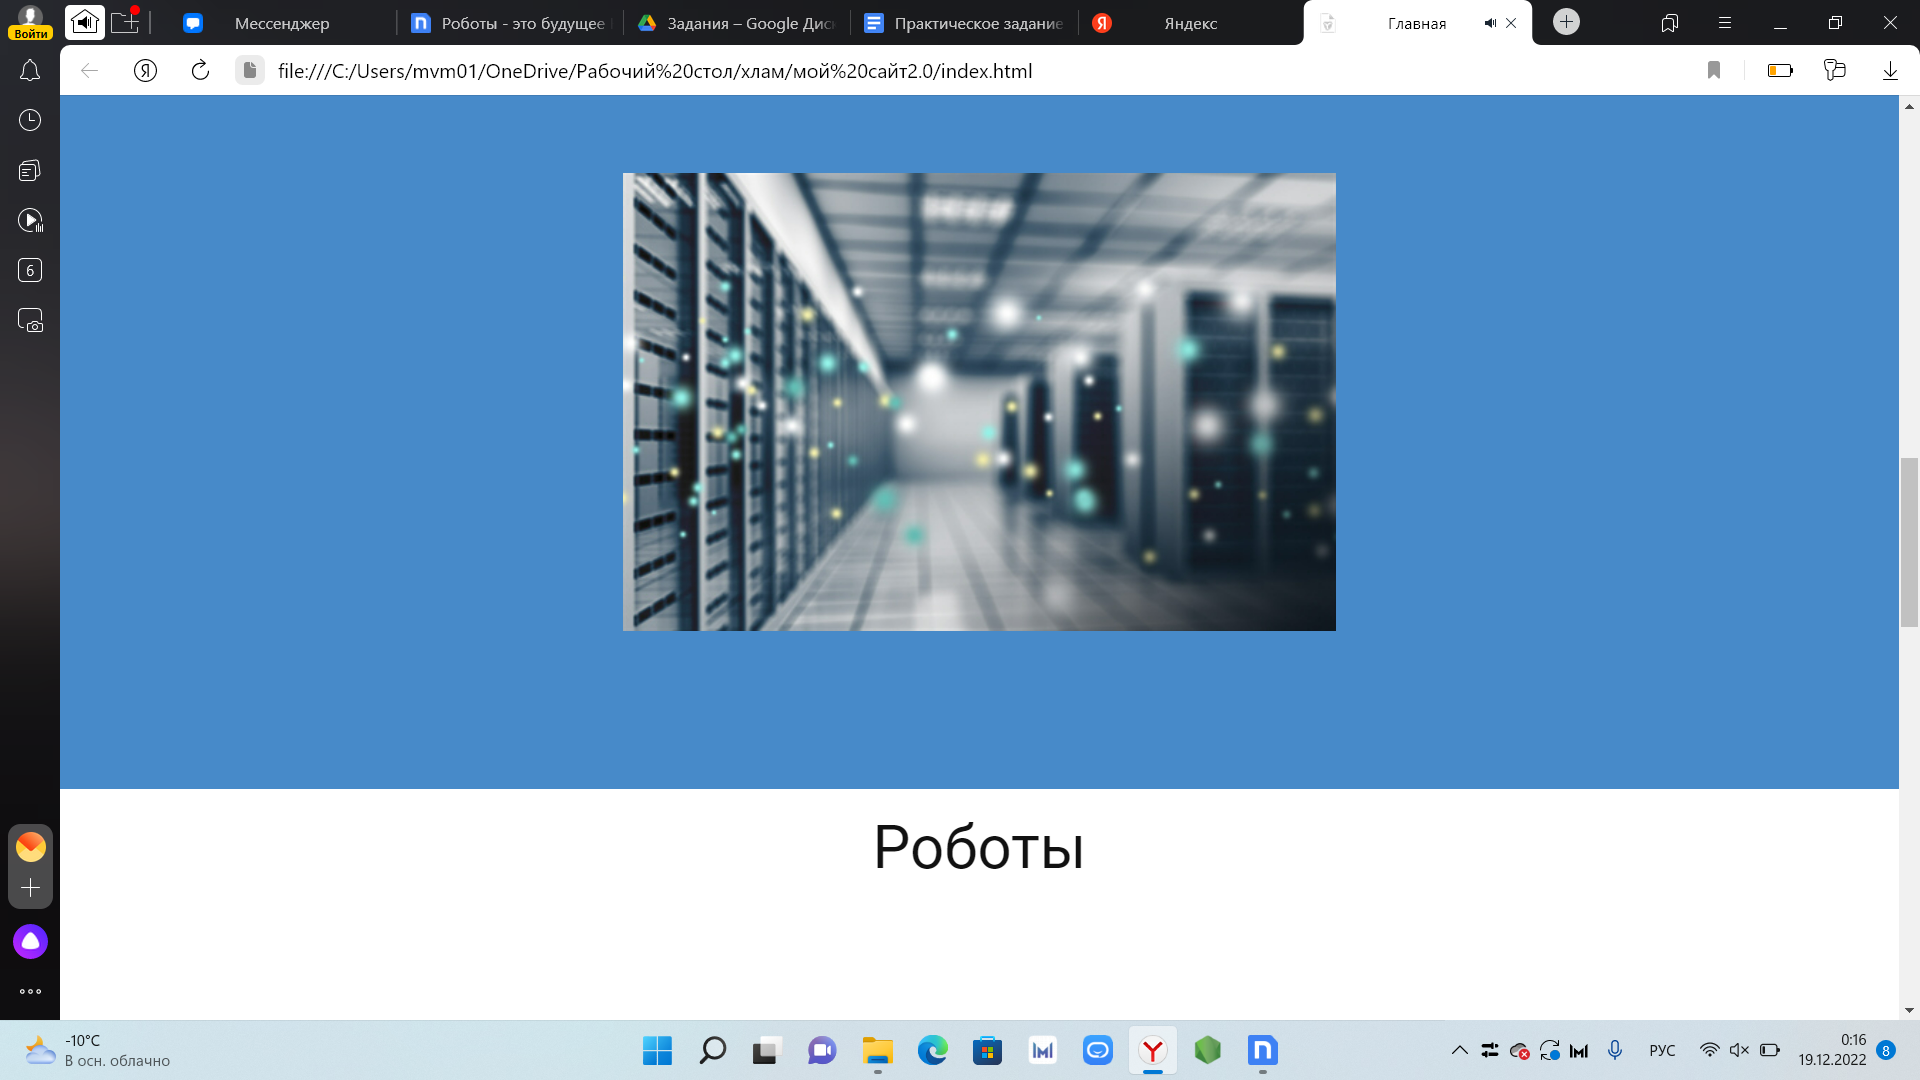 Войти
Мессенджер
Роботы - это будущее
Задания – Google Дис
Практическое задание
Я
Яндекс
Главная
Я
file:///C:/Users/mvm01/OneDrive/Рабочий%20стол/хлам/мой%20сайт2.0/index.html
6
Роботы
-10°C
В осн. облачно
РУС
0:16
19.12.2022
8